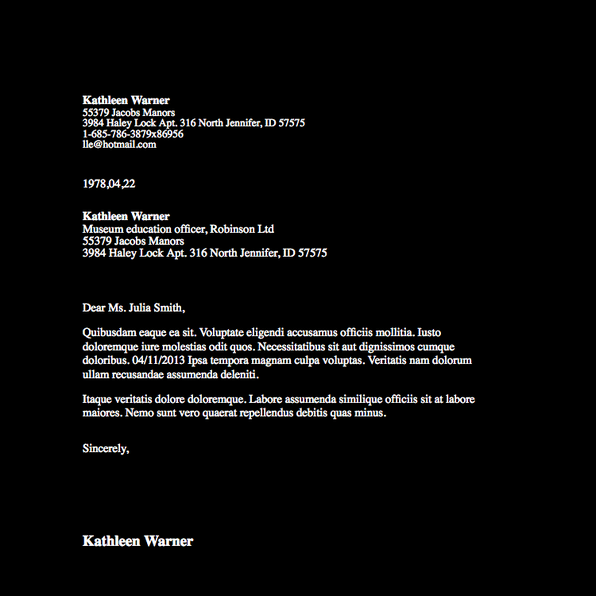 Kathleen Warner
55379 Jacobs Manors
3984 Haley Lock Apt. 316 North Jennifer, ID 57575
1-685-786-3879x86956
lle@hotmail.com
1978,04,22
Kathleen Warner
Museum education officer, Robinson Ltd
55379 Jacobs Manors
3984 Haley Lock Apt. 316 North Jennifer, ID 57575
Dear Ms. Julia Smith,
Quibusdam eaque ea sit. Voluptate eligendi accusamus officiis mollitia. Iusto
doloremque iure molestias odit quos. Necessitatibus sit aut dignissimos cumque
doloribus. 04/11/2013 Ipsa tempora magnam culpa voluptas. Veritatis nam dolorum
ullam recusandae assumenda deleniti.
Itaque veritatis dolore doloremque. Labore assumenda similique officiis sit at labore
maiores. Nemo sunt vero quaerat repellendus debitis quas minus.
Sincerely,
Kathleen Warner